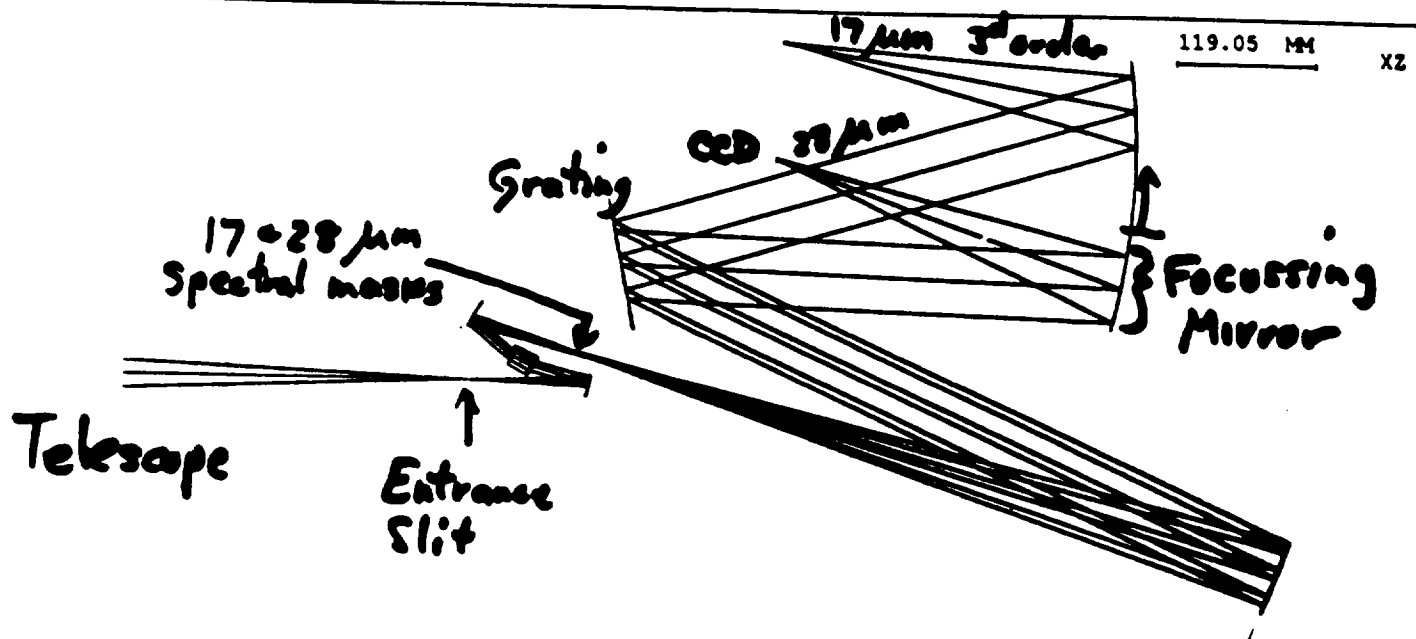 17 μm 3rd order
119.05 MM
XZ
CCD 38 μm
Grating
17 + 28 μm
Spectral masks
Focussing
Mirror
Telescope
Entrance
Slit